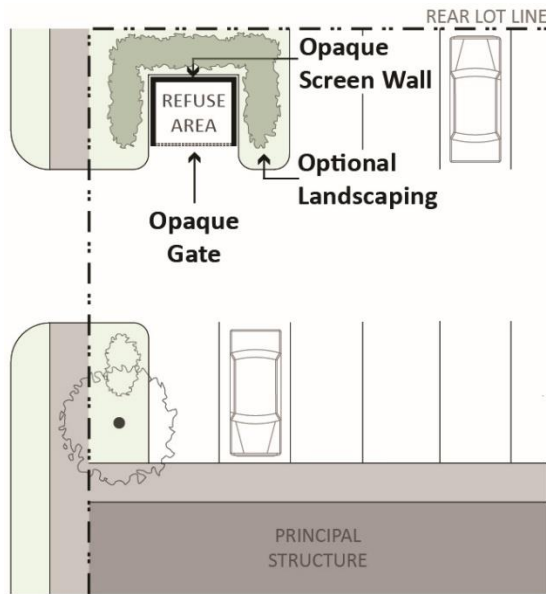 REAR LOT LINE
Opaque
Screen Wall
REFUSE
AREA
Optional
Landscaping
Opaque
Gate
PRINCIPAL
STRUCTURE